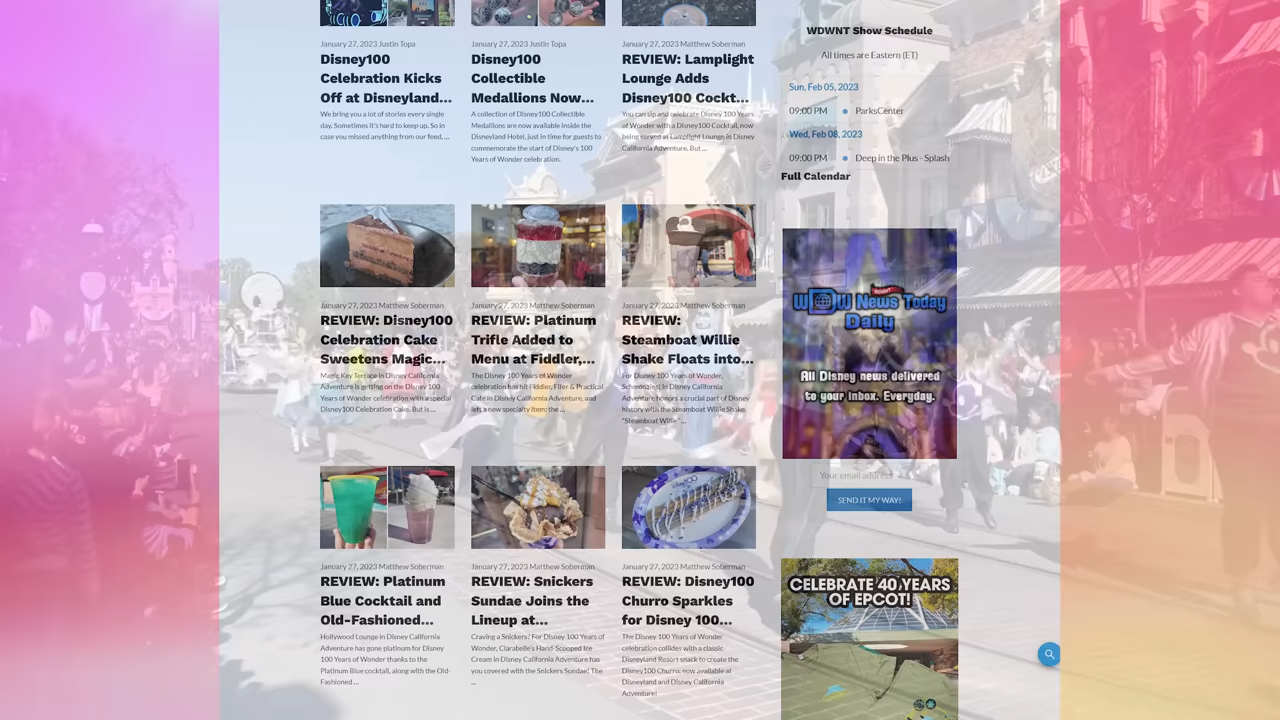 January 27, 2023 Justin Topa
Disney100
Celebration Kicks
Off at Disneyland...
We bring you a lot of stories every single
day. Sometimes it's hard to keep up. So in
case you missed anything from our feed, ...
January 27, 2023 Justin Topa
Disney100
Collectible
Medallions Now...
A collection of Disney100 Collectible
Medallions are now available inside the
Disneyland Hotel, just in time for guests to
commemorate the start of Disney's 100
Years of Wonder celebration.
January 27, 2023 Matthew Soberman
REVIEW: Lamplight
Lounge Adds
Disney100 Cockt...
You can sip and celebrate Disney 100 Years
of Wonder with a Disney100 Cocktail, now
being served at Lamplight Lounge in Disney
California Adventure. But ...
January 27, 2023 Matthew Soberman
REVIEW: Disney100
Celebration Cake
Sweetens Magic...
Magic Key Terrace in Disney California
Adventure is getting on the Disney 100
Years of Wonder celebration with a special
Disney100 Celebration Cake. But is ...
January 27, 2023 Matthew Soberman
REVIEW: Platinum
Trifle Added to
Menu at Fiddler,...
The Disney 100 Years of Wonder
celebration has hit Fiddler, Fifer & Practical
Cafe in Disney California Adventure, and
left a new specialty item: the ...
January 27, 2023 Matthew Soberman
REVIEW:
Steamboat Willie
Shake Floats into...
For Disney 100 Years of Wonder,
Schmoozies! in Disney California
Adventure honors a crucial part of Disney
history with the Steamboat Willie Shake.
"Steamboat Willie" ...
January 27, 2023 Matthew Soberman
REVIEW: Platinum
Blue Cocktail and
Old-Fashioned...
Hollywood Lounge in Disney California
Adventure has gone platinum for Disney
100 Years of Wonder thanks to the
Platinum Blue cocktail, along with the Old-
Fashioned ...
January 27, 2023 Matthew Soberman
REVIEW: Snickers
Sundae Joins the
Lineup at...
Craving a Snickers? For Disney 100 Years of
Wonder, Clarabelle's Hand-Scooped Ice
Cream in Disney California Adventure has
you covered with the Snickers Sundae! The
...
January 27, 2023 Matthew Soberman
REVIEW: Disney100
Churro Sparkles
for Disney 100...
The Disney 100 Years of Wonder
celebration collides with a classic
Disneyland Resort snack to create the
Disney100 Churro, now available at
Disneyland and Disney California
Adventure!
WDWNT Show Schedule
All times are Eastern (ET)
Sun, Feb 05, 2023
09:00 PM ParksCenter
Wed, Feb 08, 2023
09:00 PM Deep in the Plus - Splash
Full Calendar
WDW News Today
Daily
All Disney news delivered
to your inbox. Everyday.
Your email address
SEND IT MY WAY!
CELEBRATE 40 YEARS
OF EPCOT!